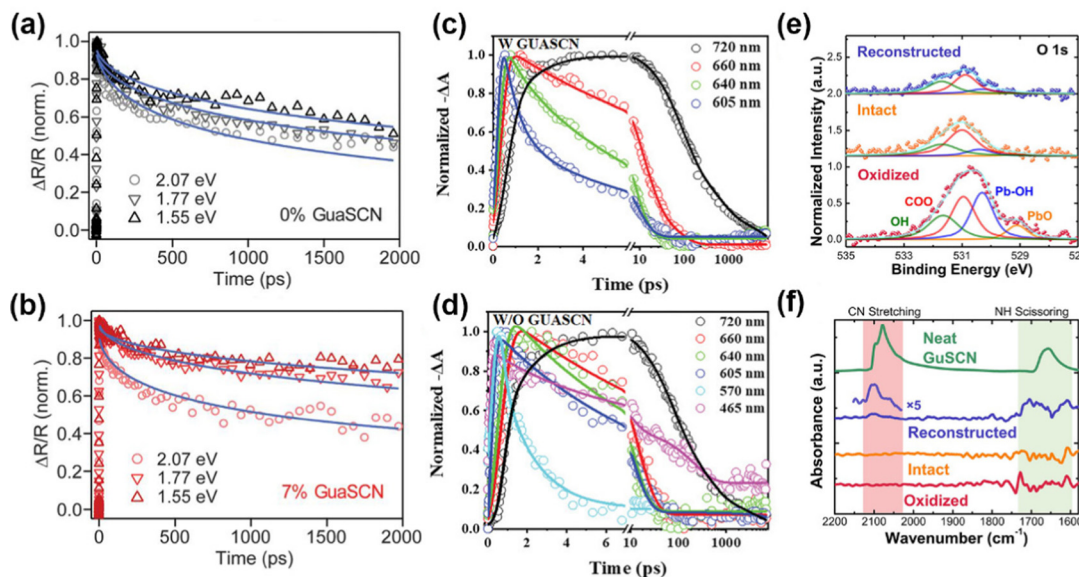 (a)
ΔR/R (norm.)
1.0
0.8
0.6
0.4
0.2
0.0
2.07 eV
1.77 eV
1.55 eV
0% GuaSCN
0 500 1000 1500 2000
Time (ps)
(b)
ΔR/R (norm.)
1.0
0.8
0.6
0.4
0.2
0.0
2.07 eV
1.77 eV
1.55 eV
7% GuaSCN
0 500 1000 1500 2000
Time (ps)
(c)
Normalized -ΔA
1.0
0.8
0.6
0.4
0.2
0.0
W GUASCN
720 nm
660 nm
640 nm
605 nm
0 2 4 6 10 100 1000
Time (ps)
(d)
Normalized -ΔA
1.0
0.8
0.6
0.4
0.2
0.0
W/O GUASCN
720 nm
660 nm
640 nm
605 nm
570 nm
465 nm
0 2 4 6 10 100 1000
Time (ps)
(e)
Normalized Intensity (a.u.)
3.0
2.0
1.0
0.0
O 1s
Reconstructed
Intact
Oxidized
OH
COO
Pb-OH
PbO
535 533 531 529 52
Binding Energy (eV)
(f)
CN Stretching NH Scissoring
Absorbance (a.u.)
Neat
GuSCN
×5
Reconstructed
Intact
Oxidized
2200 2100 2000 1900 1800 1700 1600
Wavenumber (cm⁻¹)